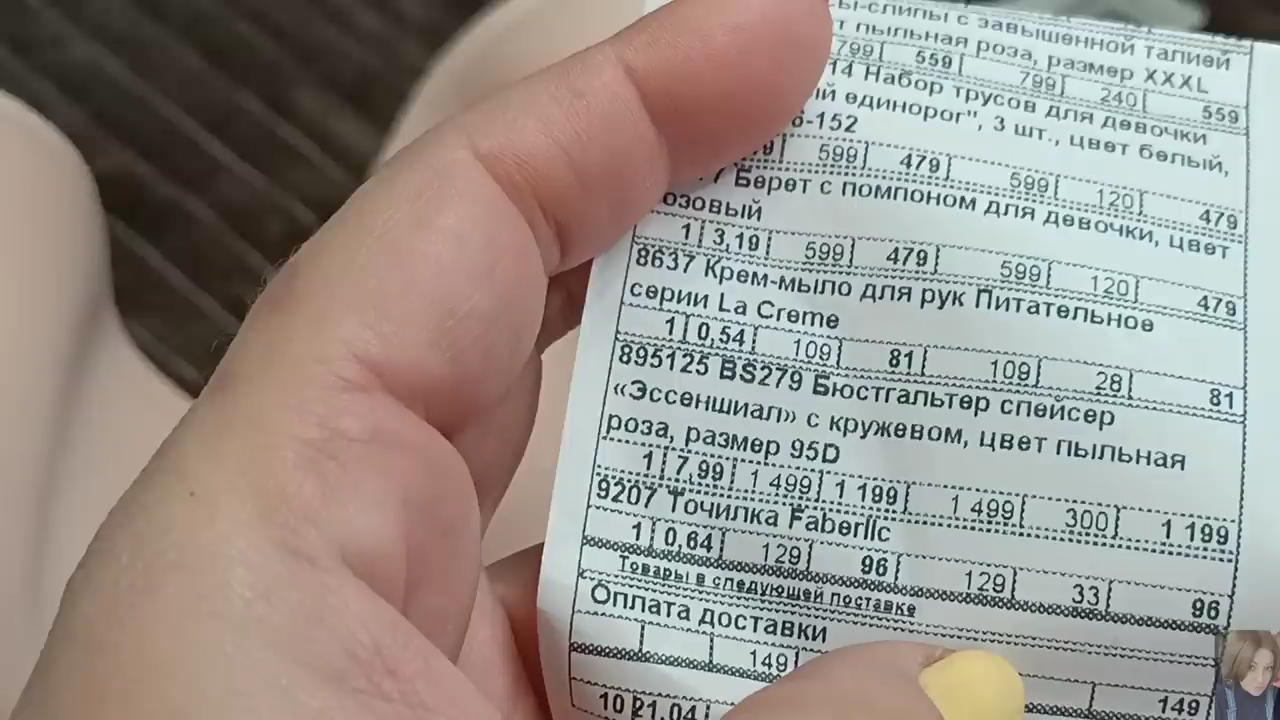 ы-слипы с завышенной талией
т пыльная роза, размер XXXL
799 559 799 240 559
14 Набор трусов для девочки
ый единорог", 3 шт., цвет белый,
6-152
9 599 479 599 120 479
7 Берет с помпоном для девочки, цвет
озовый
1 3,19 599 479 599 120 479
8637 Крем-мыло для рук Питательное
серии La Creme
1 0,54 109 81 109 28 81
895125 BS279 Бюстгальтер спейсер
«Эссеншиал» с кружевом, цвет пыльная
роза, размер 95D
1 7,99 1 499 1 199 1 499 300 1 199
9207 Точилка Faberlic
1 0,64 129 96 129 33 96
Товары в следующей поставке
Оплата доставки
149 149
10 21,04